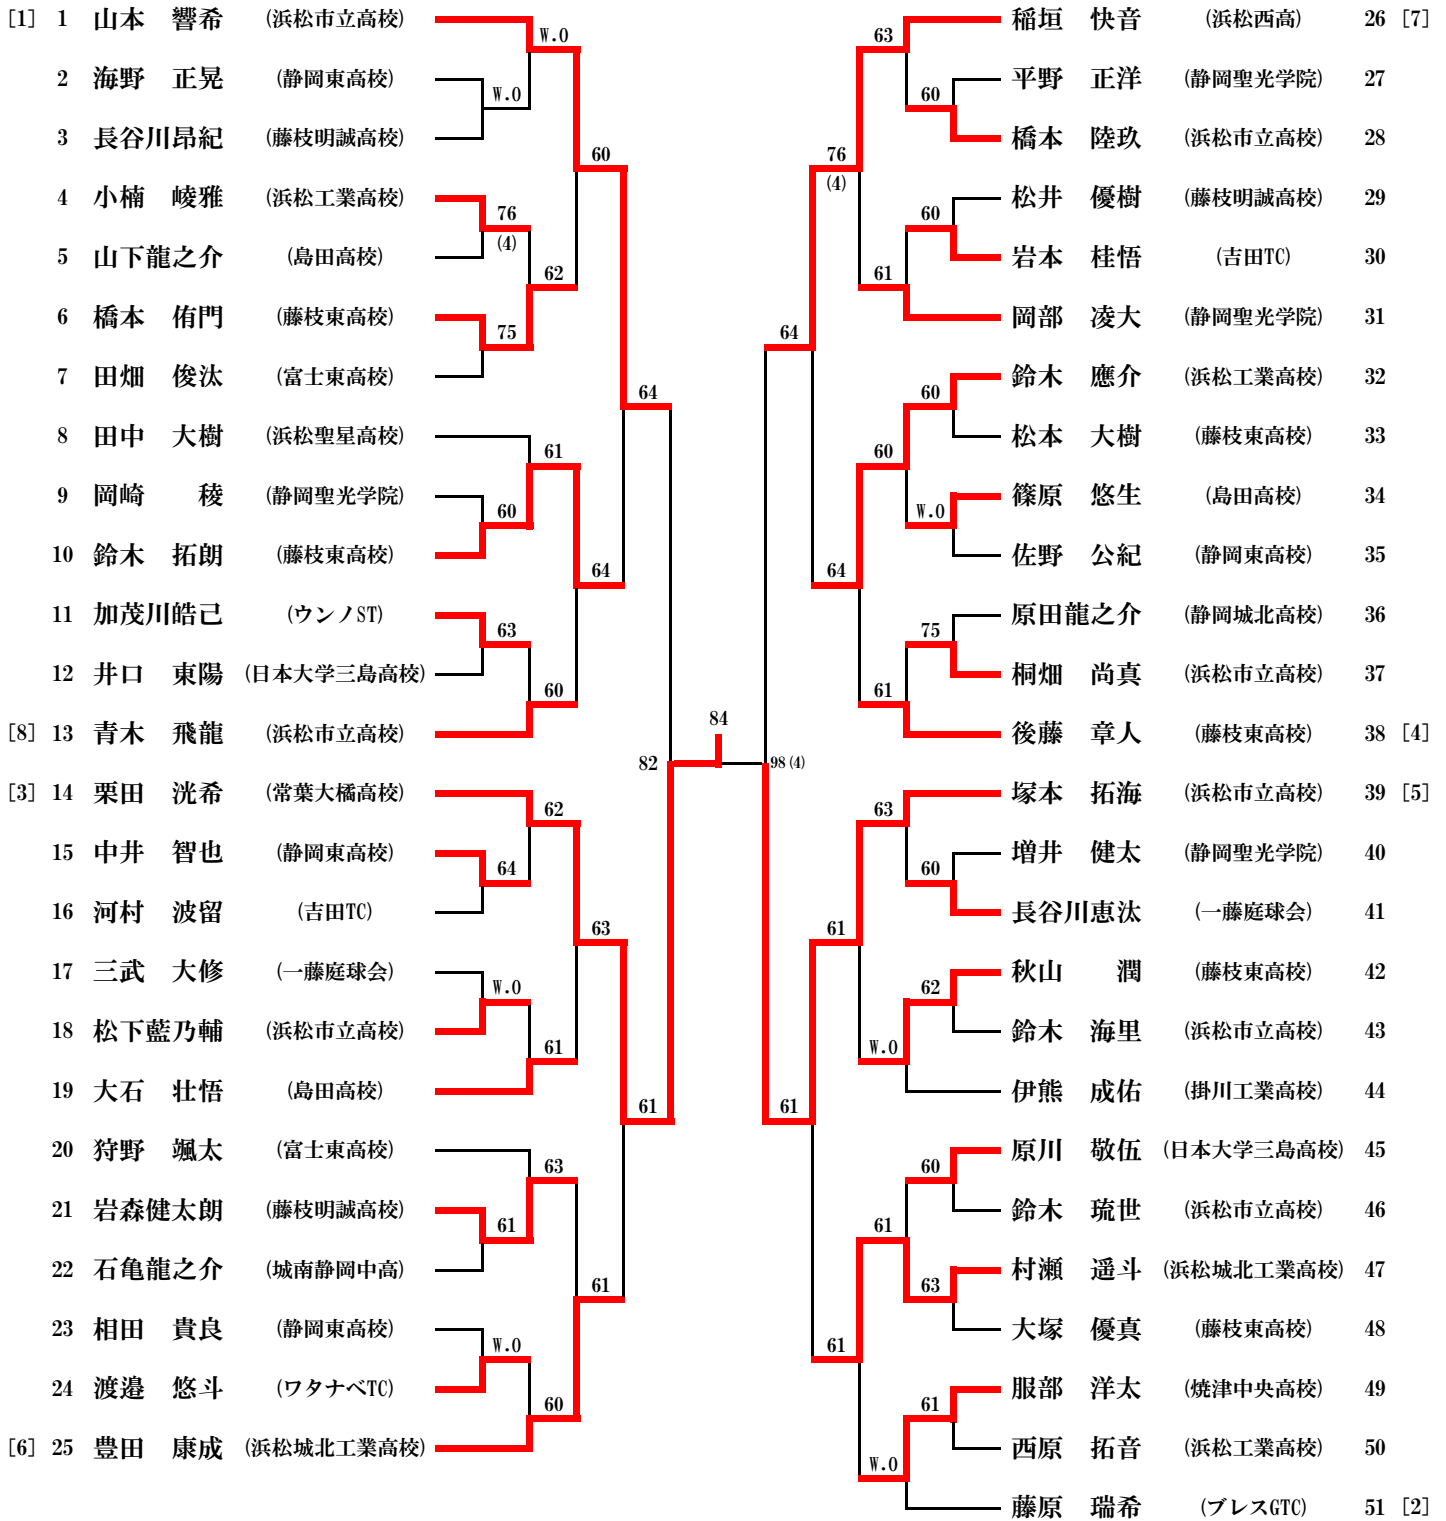 [1] 1 山本 響希 (浜松市立高校)
2 海野 正晃 (静岡東高校)
3 長谷川昂紀 (藤枝明誠高校)
4 小楠 崚雅 (浜松工業高校)
5 山下龍之介 (島田高校)
6 橋本 侑門 (藤枝東高校)
7 田畑 俊汰 (富士東高校)
8 田中 大樹 (浜松聖星高校)
9 岡崎 稜 (静岡聖光学院)
10 鈴木 拓朗 (藤枝東高校)
11 加茂川皓己 (ウンノST)
12 井口 東陽 (日本大学三島高校)
[8] 13 青木 飛龍 (浜松市立高校)
[3] 14 栗田 洸希 (常葉大橘高校)
15 中井 智也 (静岡東高校)
16 河村 波留 (吉田TC)
17 三武 大修 (一藤庭球会)
18 松下藍乃輔 (浜松市立高校)
19 大石 壮悟 (島田高校)
20 狩野 颯太 (富士東高校)
21 岩森健太朗 (藤枝明誠高校)
22 石亀龍之介 (城南静岡中高)
23 相田 貴良 (静岡東高校)
24 渡邉 悠斗 (ワタナベTC)
[6] 25 豊田 康成 (浜松城北工業高校)
W.O
W.O
60
76
(4)
62
75
64
61
60
64
63
60
82
62
64
63
W.O
61
61
63
61
61
W.O
60
84
98(4)
稲垣 快音 (浜松西高) 26 [7]
平野 正洋 (静岡聖光学院) 27
橋本 陸玖 (浜松市立高校) 28
松井 優樹 (藤枝明誠高校) 29
岩本 桂悟 (吉田TC) 30
岡部 凌大 (静岡聖光学院) 31
鈴木 應介 (浜松工業高校) 32
松本 大樹 (藤枝東高校) 33
篠原 悠生 (島田高校) 34
佐野 公紀 (静岡東高校) 35
原田龍之介 (静岡城北高校) 36
桐畑 尚真 (浜松市立高校) 37
後藤 章人 (藤枝東高校) 38 [4]
塚本 拓海 (浜松市立高校) 39 [5]
増井 健太 (静岡聖光学院) 40
長谷川恵汰 (一藤庭球会) 41
秋山 潤 (藤枝東高校) 42
鈴木 海里 (浜松市立高校) 43
伊熊 成佑 (掛川工業高校) 44
原川 敬伍 (日本大学三島高校) 45
鈴木 琉世 (浜松市立高校) 46
村瀬 遥斗 (浜松城北工業高校) 47
大塚 優真 (藤枝東高校) 48
服部 洋太 (焼津中央高校) 49
西原 拓音 (浜松工業高校) 50
藤原 瑞希 (ブレスGTC) 51 [2]
63
60
76
(4)
60
61
64
60
60
W.O
64
75
61
63
60
61
62
W.O
61
60
61
63
61
61
W.O